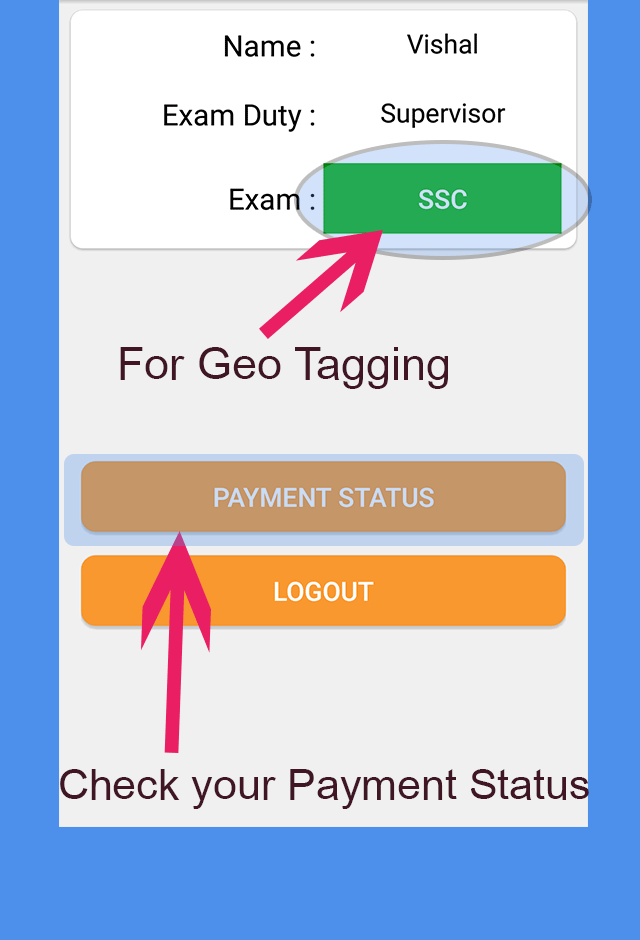 Name : Vishal
Exam Duty : Supervisor
Exam : SSC
For Geo Tagging
PAYMENT STATUS
LOGOUT
Check your Payment Status